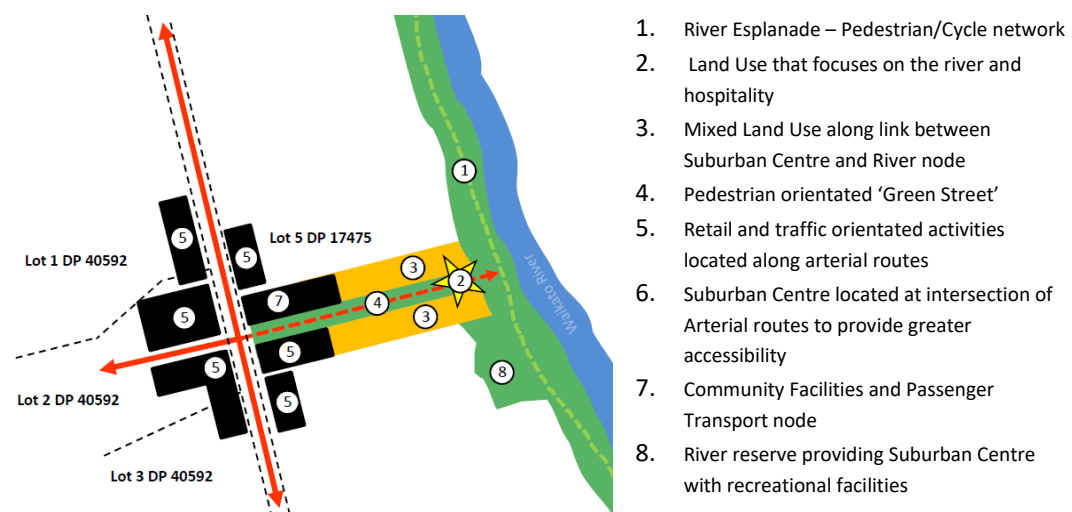 1. River Esplanade – Pedestrian/Cycle network
2. Land Use that focuses on the river and
hospitality
3. Mixed Land Use along link between
Suburban Centre and River node
4. Pedestrian orientated ‘Green Street’
5. Retail and traffic orientated activities
located along arterial routes
6. Suburban Centre located at intersection of
Arterial routes to provide greater
accessibility
7. Community Facilities and Passenger
Transport node
8. River reserve providing Suburban Centre
with recreational facilities
1
5
5
Lot 5 DP 17475
Lot 1 DP 40592
3
2
Waikato River
7
4
5
3
5
5
8
Lot 2 DP 40592
5
Lot 3 DP 40592